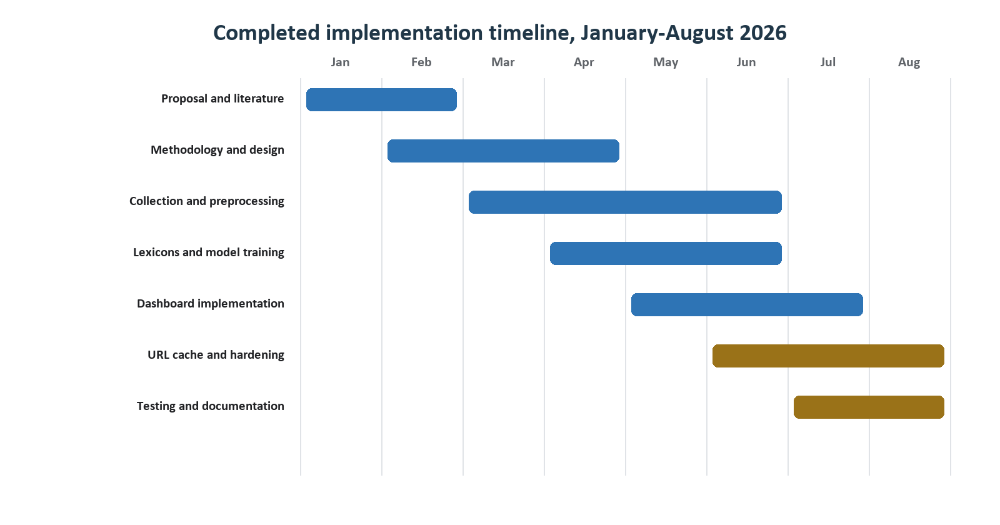 Completed implementation timeline, January-August 2026
Jan Feb Mar Apr May Jun Jul Aug
Proposal and literature
Methodology and design
Collection and preprocessing
Lexicons and model training
Dashboard implementation
URL cache and hardening
Testing and documentation